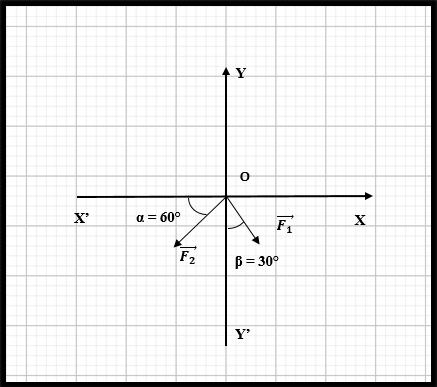 Y
O
X’
X
α = 60°
F₁
F₂
β = 30°
Y’